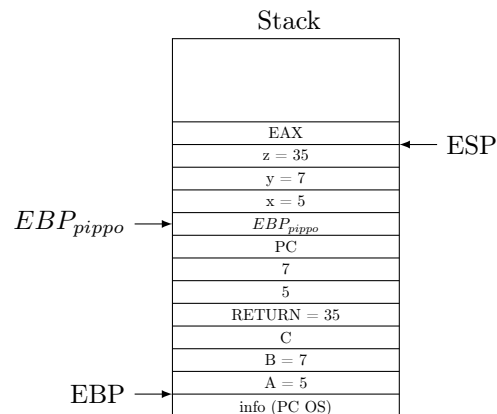 Stack
EAX
ESP
z = 35
y = 7
x = 5
EBP_pippo
EBP_pippo
PC
7
5
RETURN = 35
C
B = 7
A = 5
EBP
info (PC OS)